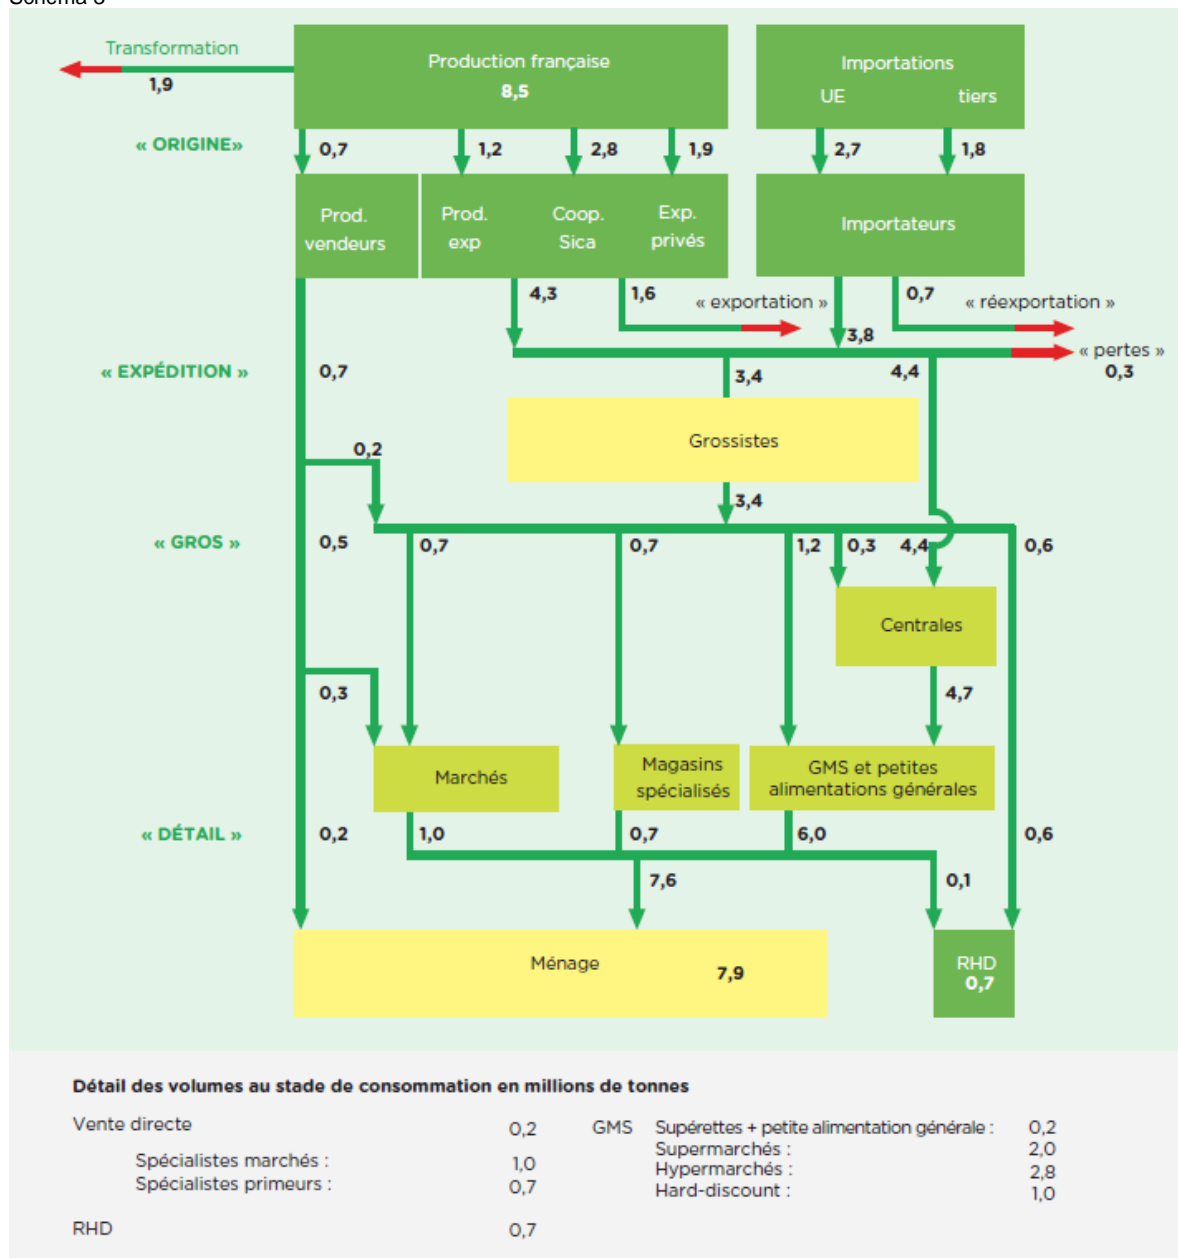 Schéma 3
Transformation
1,9
Production française
8,5
Importations
UE tiers
« ORIGINE»
0,7
1,2
2,8
1,9
2,7
1,8
Prod.
vendeurs
Prod.
exp
Coop.
Sica
Exp.
privés
Importateurs
4,3
1,6
« exportation »
0,7
« réexportation »
3,8
« pertes »
0,3
« EXPÉDITION »
0,7
3,4
4,4
Grossistes
0,2
3,4
« GROS »
0,5
0,7
0,7
1,2
0,3
4,4
0,6
Centrales
0,3
4,7
Marchés
Magasins
spécialisés
GMS et petites
alimentations générales
« DÉTAIL »
0,2
1,0
0,7
6,0
0,6
7,6
0,1
Ménage
7,9
RHD
0,7
Détail des volumes au stade de consommation en millions de tonnes
Vente directe 0,2
Spécialistes marchés : 1,0
Spécialistes primeurs : 0,7
RHD 0,7
GMS Supérettes + petite alimentation générale : 0,2
Supermarchés : 2,0
Hypermarchés : 2,8
Hard-discount : 1,0